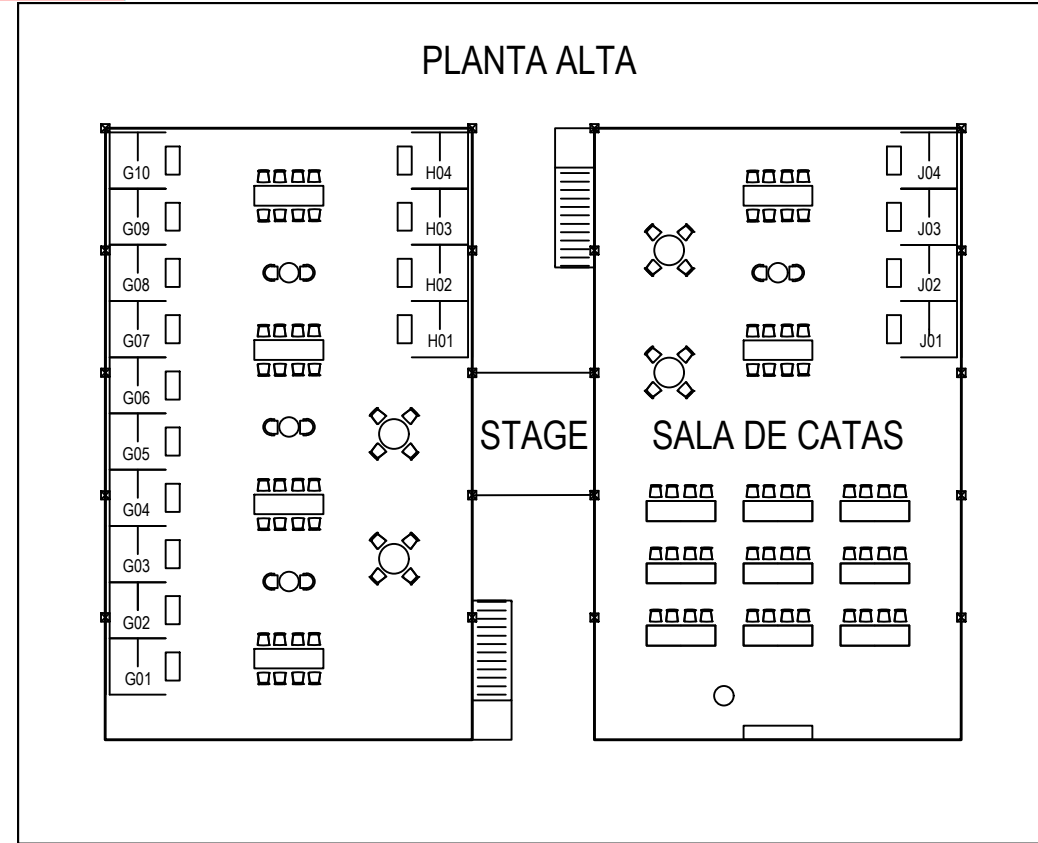 PLANTA ALTA
G10
H04
J04
G09
H03
J03
G08
H02
J02
G07
H01
J01
G06
G05
STAGE
SALA DE CATAS
G04
G03
G02
G01